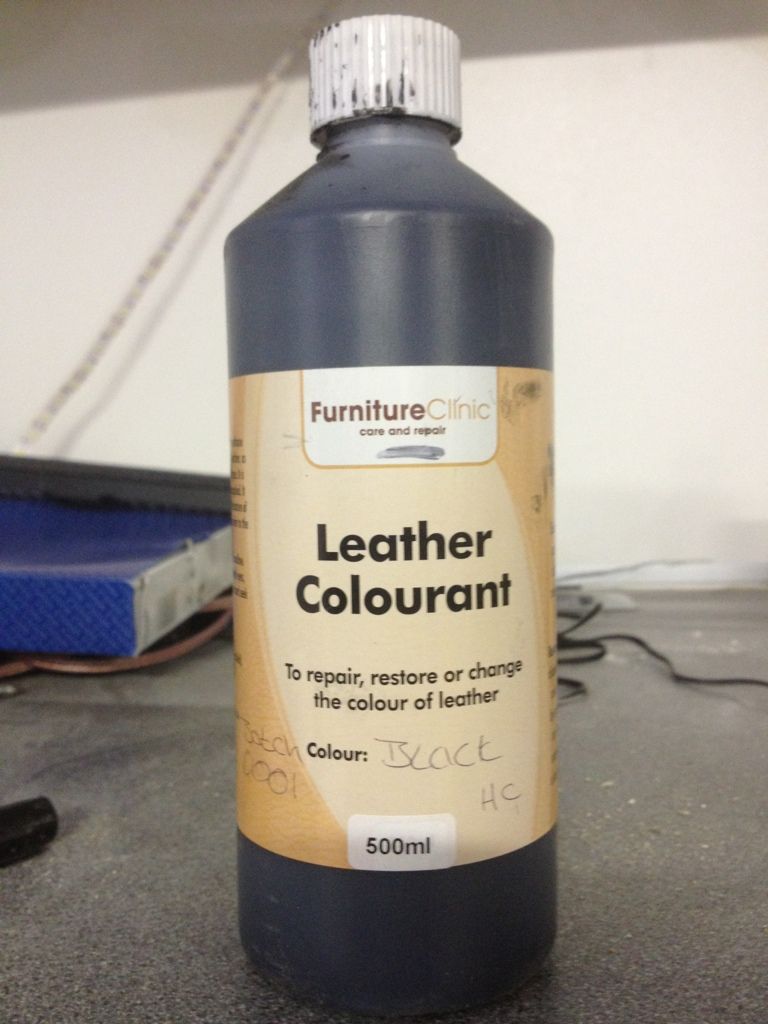 FurnitureClinic
care and repair
Leather
Colourant
To repair, restore or change
the colour of leather
Batch
0001
Colour: Black
HC
500ml